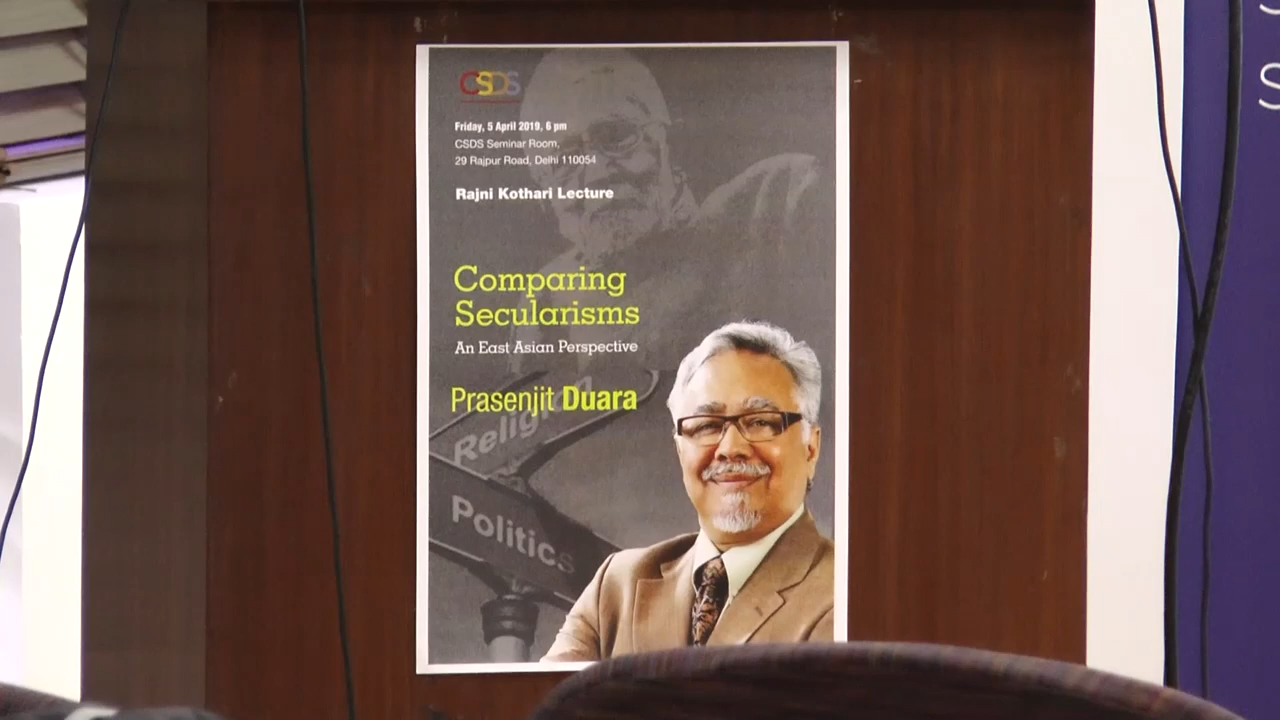 CSDS
Friday, 5 April 2019, 6 pm
CSDS Seminar Room,
29 Rajpur Road, Delhi 110054
Rajni Kothari Lecture
Comparing
Secularisms
An East Asian Perspective
Prasenjit Duara
Religion
Politics
S
S